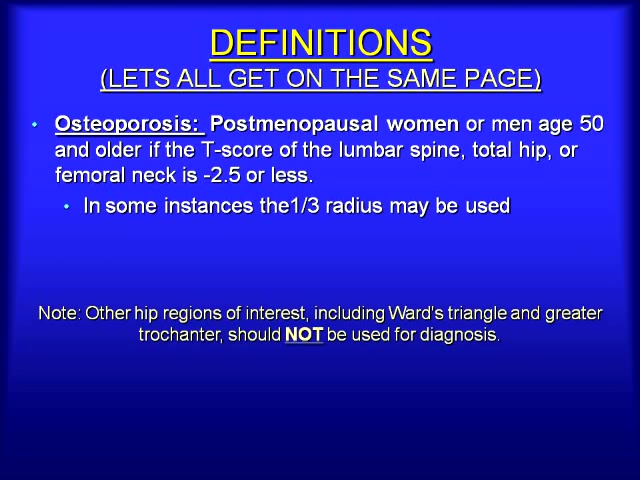 DEFINITIONS
(LETS ALL GET ON THE SAME PAGE)
• Osteoporosis: Postmenopausal women or men age 50
and older if the T-score of the lumbar spine, total hip, or
femoral neck is -2.5 or less.
• In some instances the1/3 radius may be used
Note: Other hip regions of interest, including Ward's triangle and greater
trochanter, should NOT be used for diagnosis.